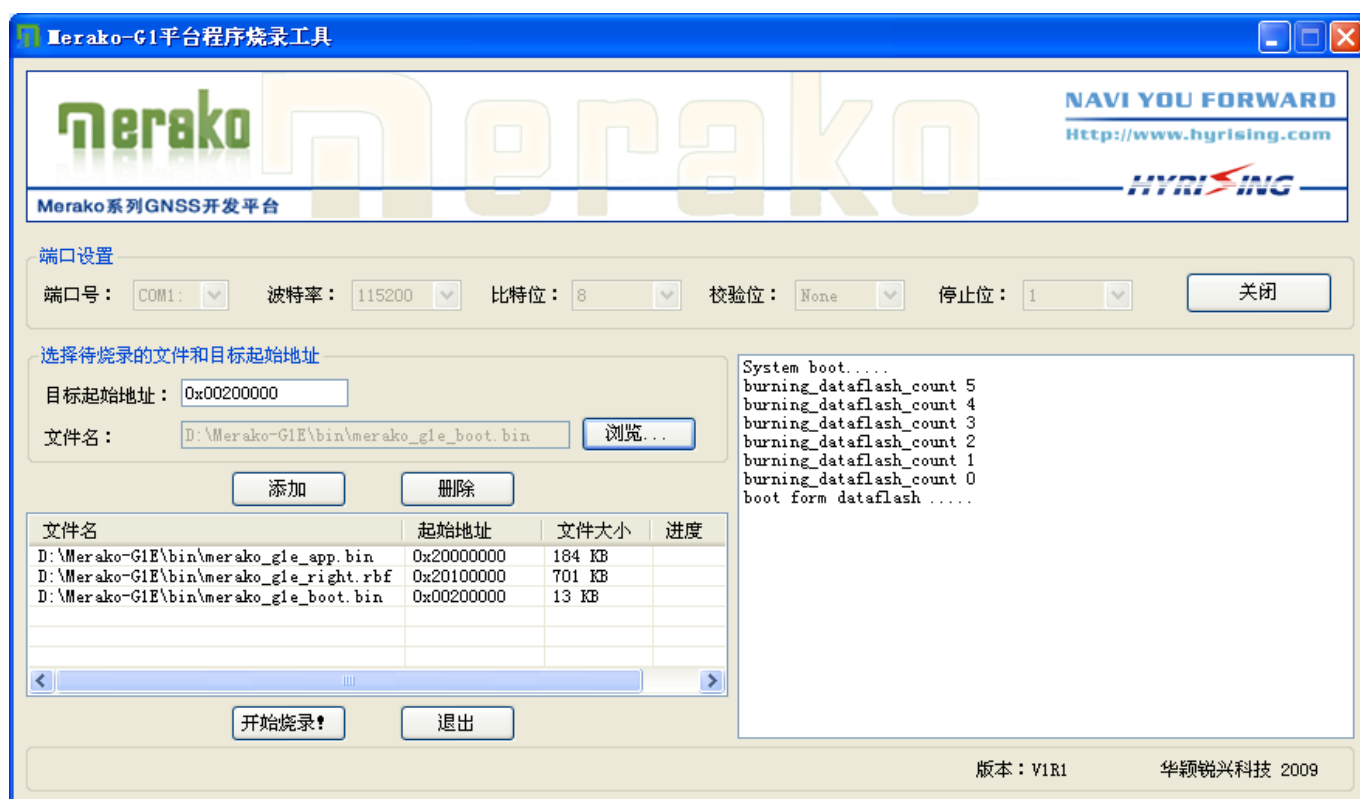 Merako-G1平台程序烧录工具
merako
merako
NAVI YOU FORWARD
Http://www.hyrising.com
HYRISING
Merako系列GNSS开发平台
端口设置
端口号： COM1: 波特率： 115200 比特位： 8 校验位： None 停止位： 1 关闭
选择待烧录的文件和目标起始地址
目标起始地址： 0x00200000
文件名： D:\Merako-G1E\bin\merako_g1e_boot.bin 浏览...
添加 删除
文件名 起始地址 文件大小 进度
D:\Merako-G1E\bin\merako_g1e_app.bin 0x20000000 184 KB
D:\Merako-G1E\bin\merako_g1e_right.rbf 0x20100000 701 KB
D:\Merako-G1E\bin\merako_g1e_boot.bin 0x00200000 13 KB
开始烧录! 退出
System boot.....
burning_dataflash_count 5
burning_dataflash_count 4
burning_dataflash_count 3
burning_dataflash_count 2
burning_dataflash_count 1
burning_dataflash_count 0
boot form dataflash .....
版本：V1R1 华颖锐兴科技 2009